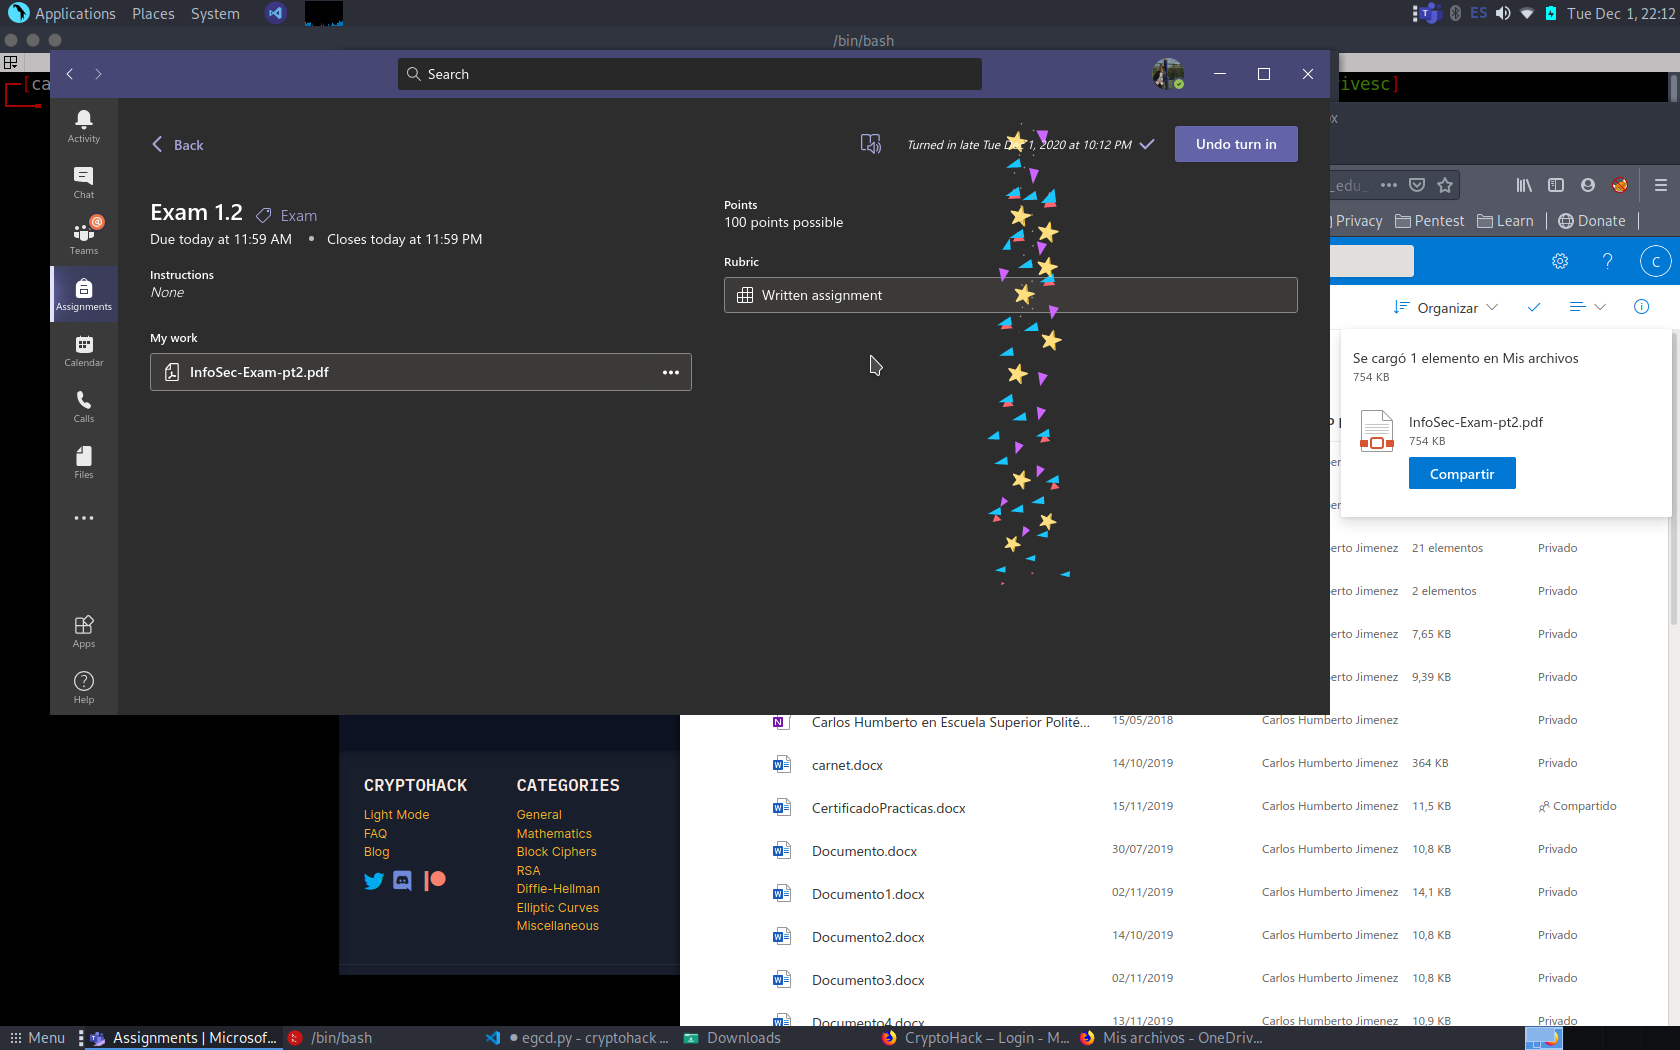 Applications Places System
ES Tue Dec 1, 22:12
/bin/bash
[ca
ivesc]
Search
Activity
Chat
Teams
Assignments
Calendar
Calls
Files
Apps
Help
Back
Turned in late Tue Dec 1, 2020 at 10:12 PM
Undo turn in
Exam 1.2 Exam
Due today at 11:59 AM • Closes today at 11:59 PM
Instructions
None
My work
InfoSec-Exam-pt2.pdf
Points
100 points possible
Rubric
Written assignment
_edu_
Privacy Pentest Learn Donate
C
Organizar
Se cargó 1 elemento en Mis archivos
754 KB
InfoSec-Exam-pt2.pdf
754 KB
Compartir
erto Jimenez 21 elementos Privado
erto Jimenez 2 elementos Privado
erto Jimenez 7,65 KB Privado
erto Jimenez 9,39 KB Privado
Carlos Humberto en Escuela Superior Polité... 15/05/2018 Carlos Humberto Jimenez Privado
carnet.docx 14/10/2019 Carlos Humberto Jimenez 364 KB Privado
CertificadoPracticas.docx 15/11/2019 Carlos Humberto Jimenez 11,5 KB Compartido
Documento.docx 30/07/2019 Carlos Humberto Jimenez 10,8 KB Privado
Documento1.docx 02/11/2019 Carlos Humberto Jimenez 14,1 KB Privado
Documento2.docx 14/10/2019 Carlos Humberto Jimenez 10,8 KB Privado
Documento3.docx 02/11/2019 Carlos Humberto Jimenez 10,8 KB Privado
Documento4.docx 13/11/2019 Carlos Humberto Jimenez 10,9 KB Privado
CRYPTOHACK
Light Mode
FAQ
Blog
CATEGORIES
General
Mathematics
Block Ciphers
RSA
Diffie-Hellman
Elliptic Curves
Miscellaneous
Menu
Assignments | Microsof...
/bin/bash
● egcd.py - cryptohack ...
Downloads
CryptoHack – Login - M...
Mis archivos - OneDriv...